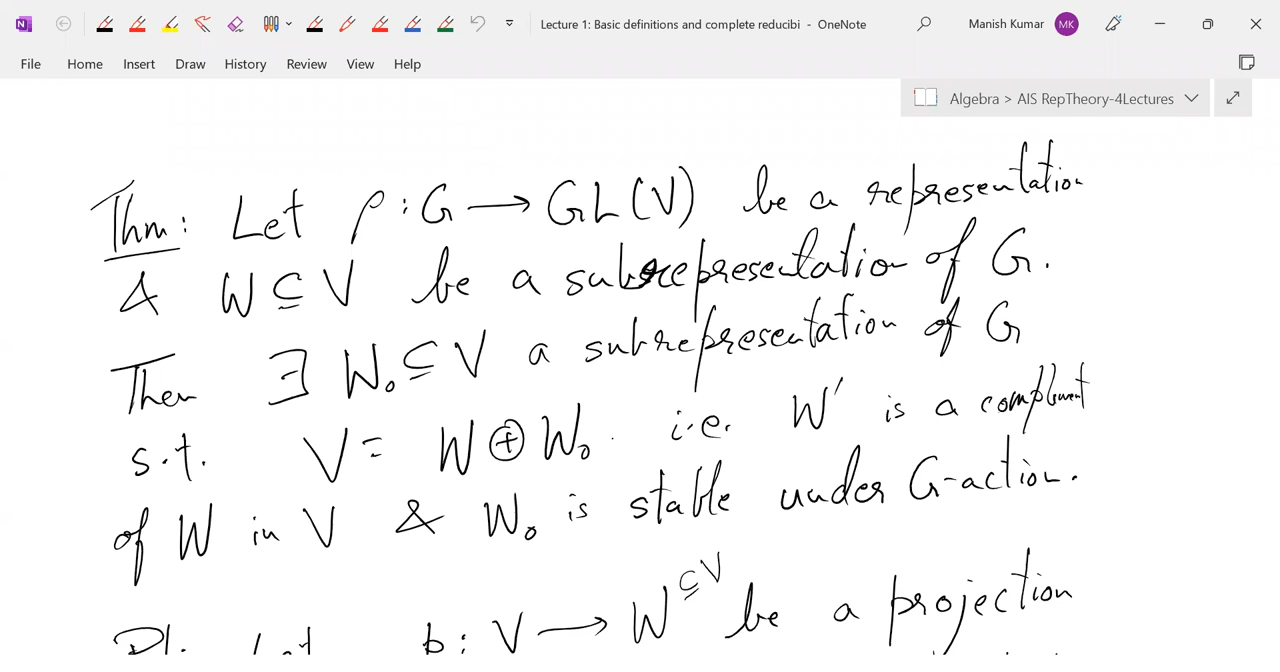 Lecture 1: Basic definitions and complete reducibi - OneNote
Manish Kumar MK
File Home Insert Draw History Review View Help
Algebra > AIS RepTheory-4Lectures
Thm: Let ρ : G → GL(V) be a representation
& W ⊆ V be a subrepresentation of G.
Then ∃ W₀ ⊆ V a subrepresentation of G
s.t. V = W ⊕ W₀. i.e. W' is a complement
of W in V & W₀ is stable under G-action.
Let p : V → W ⊆ V be a projection